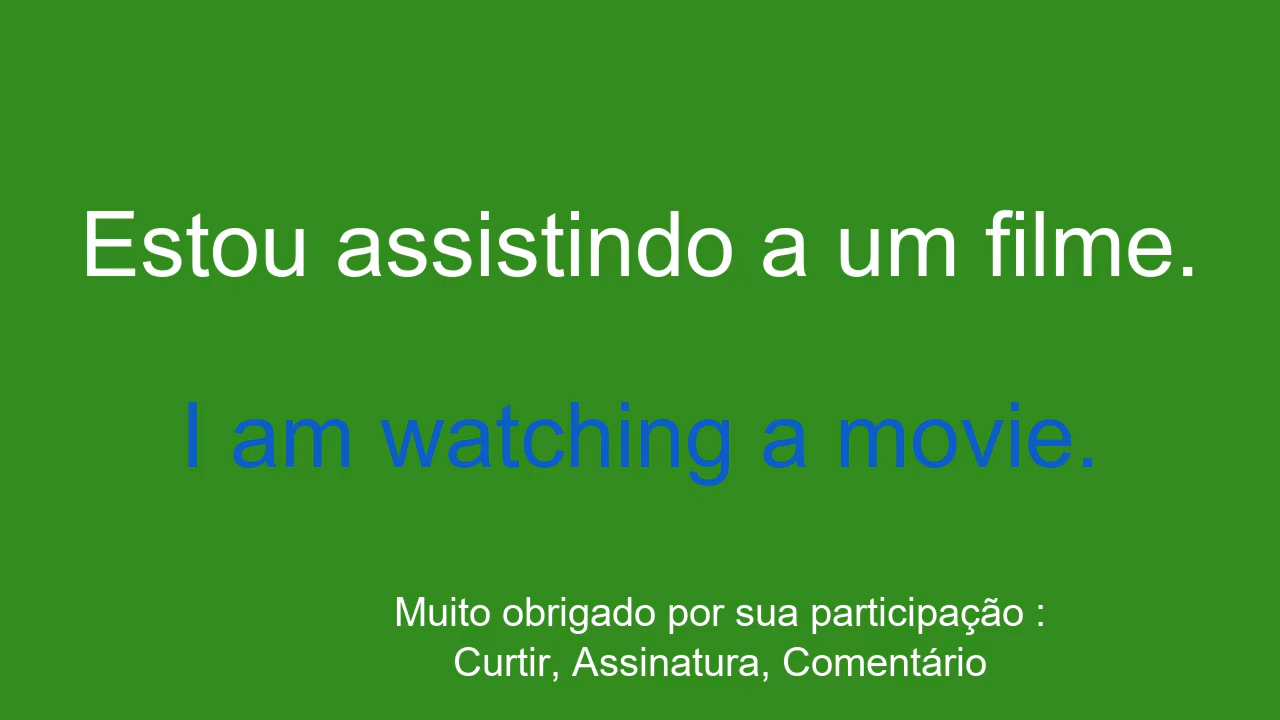 Estou assistindo a um filme.
I am watching a movie.
Muito obrigado por sua participação :
Curtir, Assinatura, Comentário